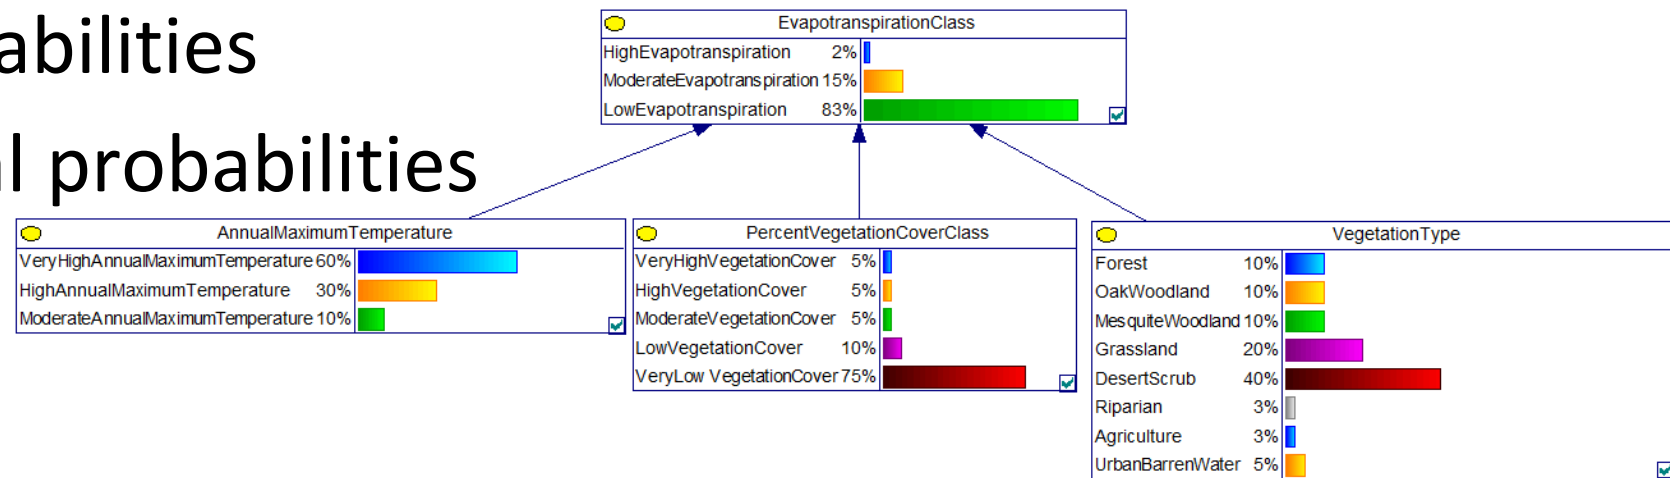 abilities
l probabilities
EvapotranspirationClass
HighEvapotranspiration 2%
ModerateEvapotranspiration 15%
LowEvapotranspiration 83%
AnnualMaximumTemperature
VeryHighAnnualMaximumTemperature 60%
HighAnnualMaximumTemperature 30%
ModerateAnnualMaximumTemperature 10%
PercentVegetationCoverClass
VeryHighVegetationCover 5%
HighVegetationCover 5%
ModerateVegetationCover 5%
LowVegetationCover 10%
VeryLow VegetationCover 75%
VegetationType
Forest 10%
OakWoodland 10%
MesquiteWoodland 10%
Grassland 20%
DesertScrub 40%
Riparian 3%
Agriculture 3%
UrbanBarrenWater 5%